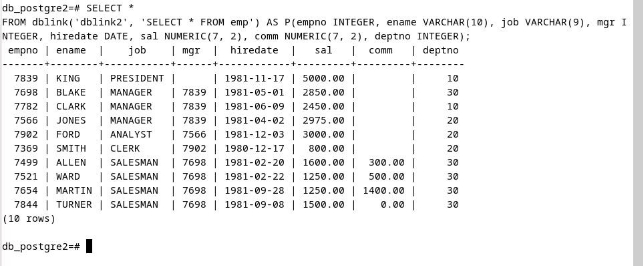 db_postgre2=# SELECT *
FROM dblink('dblink2', 'SELECT * FROM emp') AS P(empno INTEGER, ename VARCHAR(10), job VARCHAR(9), mgr I
NTEGER, hiredate DATE, sal NUMERIC(7, 2), comm NUMERIC(7, 2), deptno INTEGER);
 empno | ename  |    job    | mgr  |  hiredate  |   sal   |  comm   | deptno
-------+--------+-----------+------+------------+---------+---------+--------
  7839 | KING   | PRESIDENT |      | 1981-11-17 | 5000.00 |         |     10
  7698 | BLAKE  | MANAGER   | 7839 | 1981-05-01 | 2850.00 |         |     30
  7782 | CLARK  | MANAGER   | 7839 | 1981-06-09 | 2450.00 |         |     10
  7566 | JONES  | MANAGER   | 7839 | 1981-04-02 | 2975.00 |         |     20
  7902 | FORD   | ANALYST   | 7566 | 1981-12-03 | 3000.00 |         |     20
  7369 | SMITH  | CLERK     | 7902 | 1980-12-17 |  800.00 |         |     20
  7499 | ALLEN  | SALESMAN  | 7698 | 1981-02-20 | 1600.00 |  300.00 |     30
  7521 | WARD   | SALESMAN  | 7698 | 1981-02-22 | 1250.00 |  500.00 |     30
  7654 | MARTIN | SALESMAN  | 7698 | 1981-09-28 | 1250.00 | 1400.00 |     30
  7844 | TURNER | SALESMAN  | 7698 | 1981-09-08 | 1500.00 |    0.00 |     30
(10 rows)
db_postgre2=#